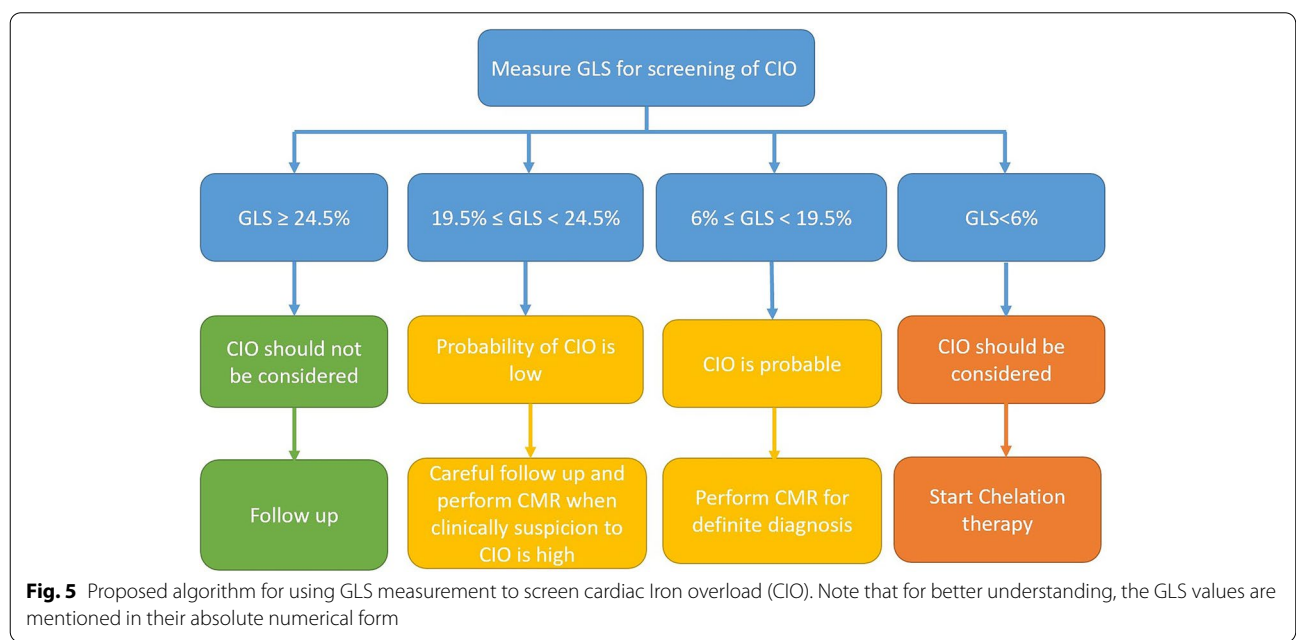 Measure GLS for screening of CIO
GLS ≥ 24.5%
19.5% ≤ GLS < 24.5%
6% ≤ GLS < 19.5%
GLS<6%
CIO should not
be considered
Probability of CIO is
low
CIO is probable
CIO should be
considered
Follow up
Careful follow up and
perform CMR when
clinically suspicion to
CIO is high
Perform CMR for
definite diagnosis
Start Chelation
therapy
Fig. 5 Proposed algorithm for using GLS measurement to screen cardiac Iron overload (CIO). Note that for better understanding, the GLS values are
mentioned in their absolute numerical form